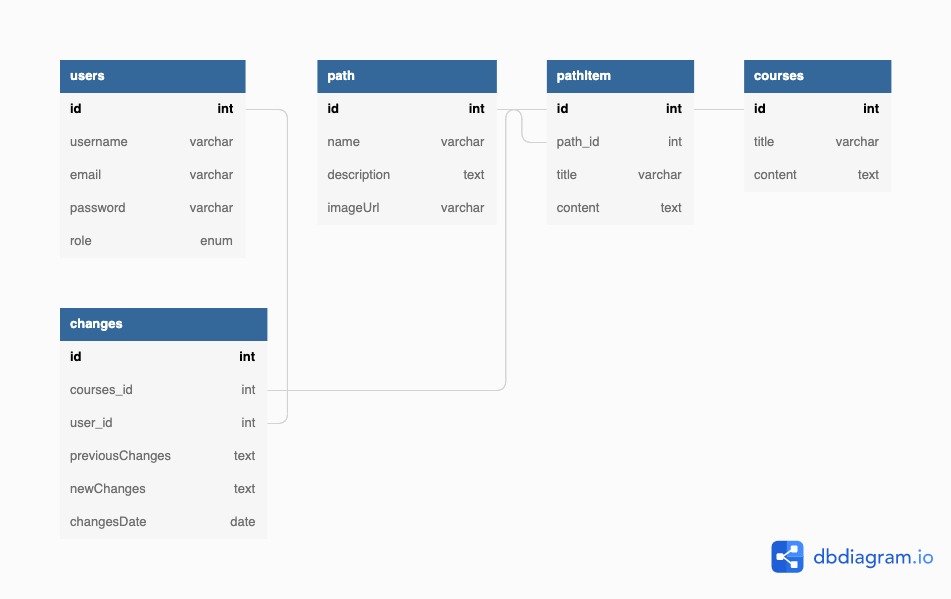 users
id int
username varchar
email varchar
password varchar
role enum
path
id int
name varchar
description text
imageUrl varchar
pathItem
id int
path_id int
title varchar
content text
courses
id int
title varchar
content text
changes
id int
courses_id int
user_id int
previousChanges text
newChanges text
changesDate date
dbdiagram.io